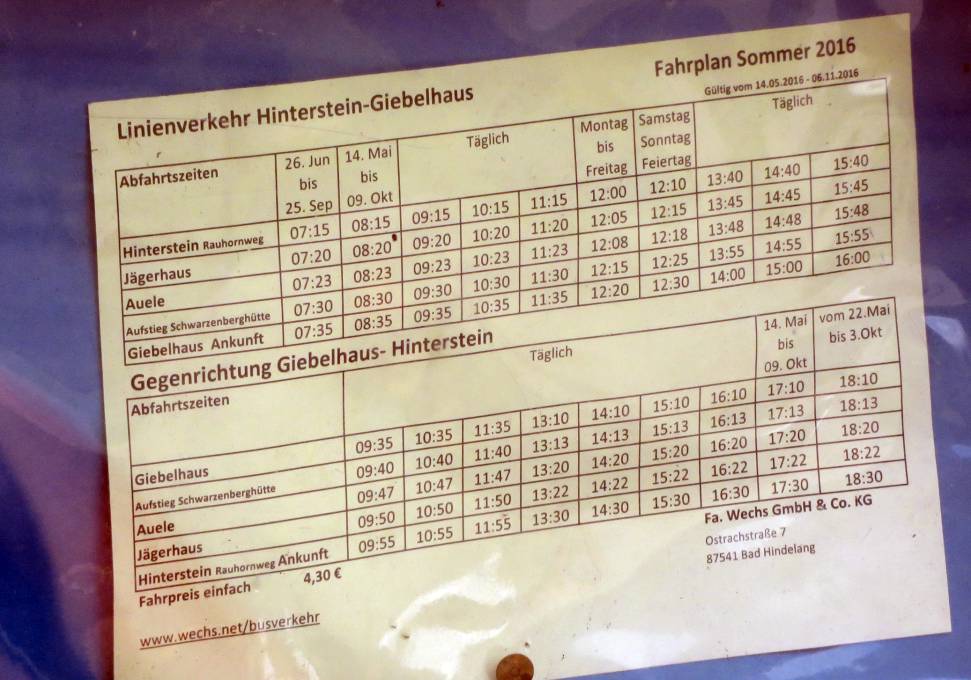 Linienverkehr Hinterstein-Giebelhaus
Fahrplan Sommer 2016
Gültig vom 14.05.2016 - 06.11.2016
Abfahrtszeiten 26. Jun bis 25. Sep 14. Mai bis 09. Okt Täglich Montag bis Freitag Samstag Sonntag Feiertag Täglich
Hinterstein Rauhornweg 07:15 08:15 09:15 10:15 11:15 12:00 12:10 13:40 14:40 15:40
Jägerhaus 07:20 08:20 09:20 10:20 11:20 12:05 12:15 13:45 14:45 15:45
Auele 07:23 08:23 09:23 10:23 11:23 12:08 12:18 13:48 14:48 15:48
Aufstieg Schwarzenberghütte 07:30 08:30 09:30 10:30 11:30 12:15 12:25 13:55 14:55 15:55
Giebelhaus Ankunft 07:35 08:35 09:35 10:35 11:35 12:20 12:30 14:00 15:00 16:00
Gegenrichtung Giebelhaus- Hinterstein
Abfahrtszeiten Täglich 14. Mai bis 09. Okt vom 22.Mai bis 3.Okt
Giebelhaus 09:35 10:35 11:35 13:10 14:10 15:10 16:10 17:10 18:10
Aufstieg Schwarzenberghütte 09:40 10:40 11:40 13:13 14:13 15:13 16:13 17:13 18:13
Auele 09:47 10:47 11:47 13:20 14:20 15:20 16:20 17:20 18:20
Jägerhaus 09:50 10:50 11:50 13:22 14:22 15:22 16:22 17:22 18:22
Hinterstein Rauhornweg Ankunft 09:55 10:55 11:55 13:30 14:30 15:30 16:30 17:30 18:30
Fahrpreis einfach 4,30 €
Fa. Wechs GmbH & Co. KG
Ostrachstraße 7
87541 Bad Hindelang
www.wechs.net/busverkehr